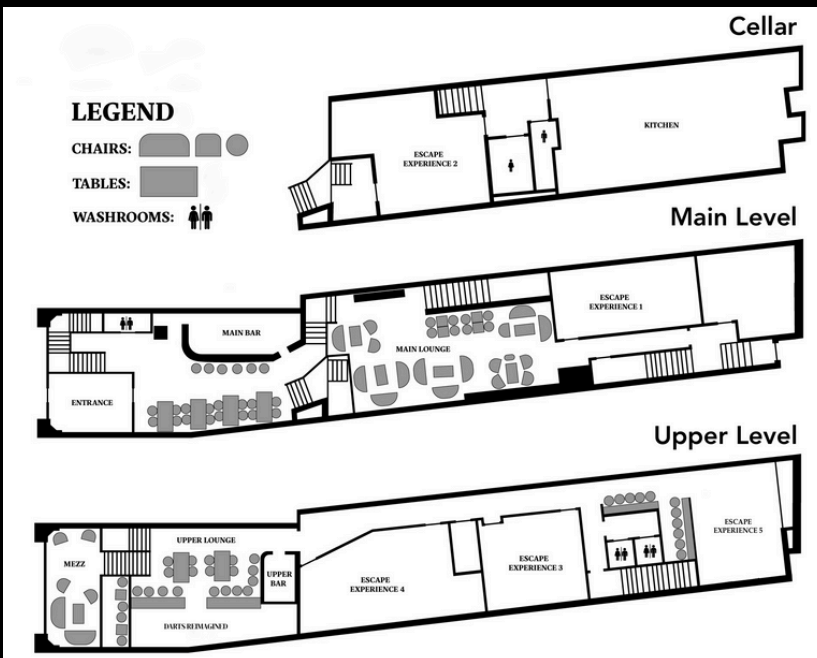 Cellar
LEGEND
CHAIRS:
TABLES:
WASHROOMS:
ESCAPE
EXPERIENCE 2
KITCHEN
Main Level
MAIN BAR
ENTRANCE
MAIN LOUNGE
ESCAPE
EXPERIENCE 1
Upper Level
MEZZ
UPPER LOUNGE
UPPER
BAR
DARTS REIMAGINED
ESCAPE
EXPERIENCE 4
ESCAPE
EXPERIENCE 3
ESCAPE
EXPERIENCE 5